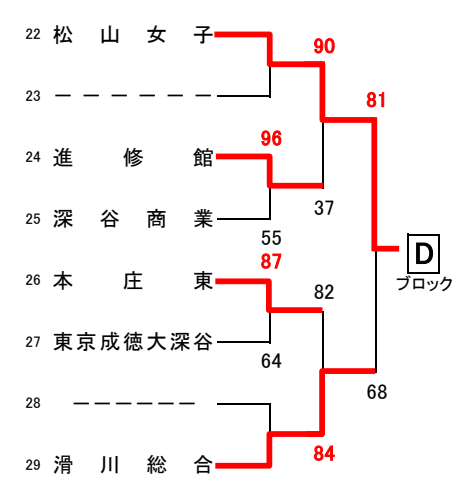 22 松山女子
90
23 ーーーーーー
81
96
24 進修館
37
25 深谷商業
55
D
ブロック
87
26 本庄東
82
27 東京成徳大深谷
64
68
28 ーーーーーー
84
29 滑川総合